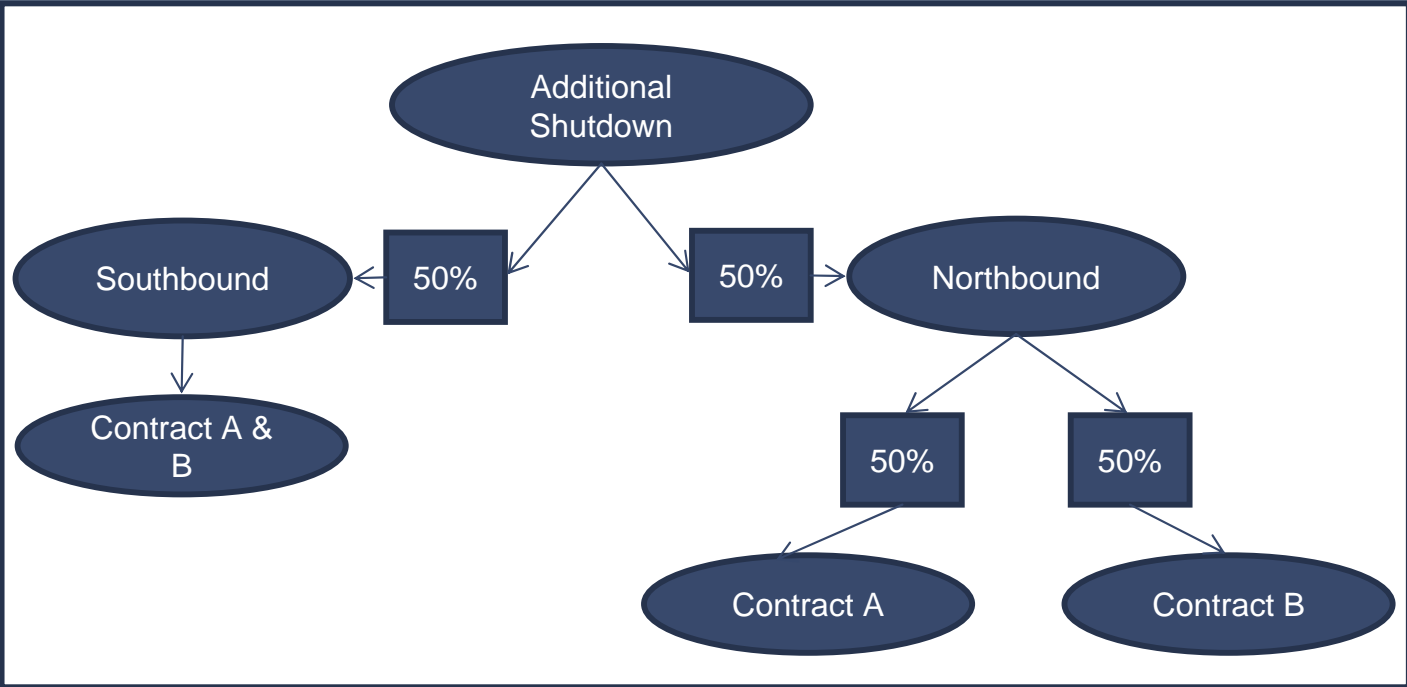 Additional
Shutdown
Southbound
50%
50%
Northbound
Contract A &
B
50%
50%
Contract A
Contract B